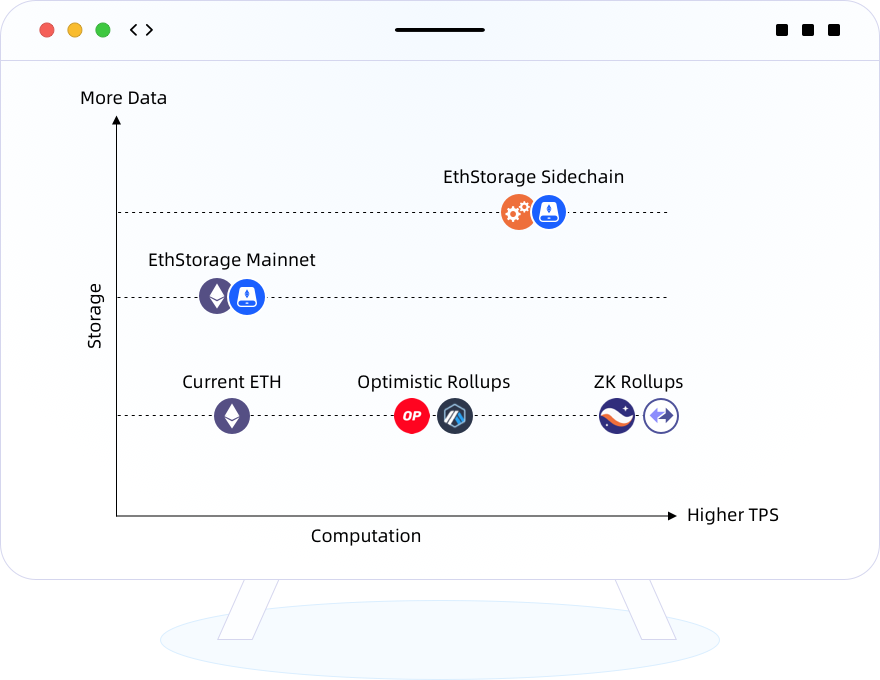 More Data
EthStorage Sidechain
EthStorage Mainnet
Storage
Current ETH
Optimistic Rollups
ZK Rollups
OP
Higher TPS
Computation